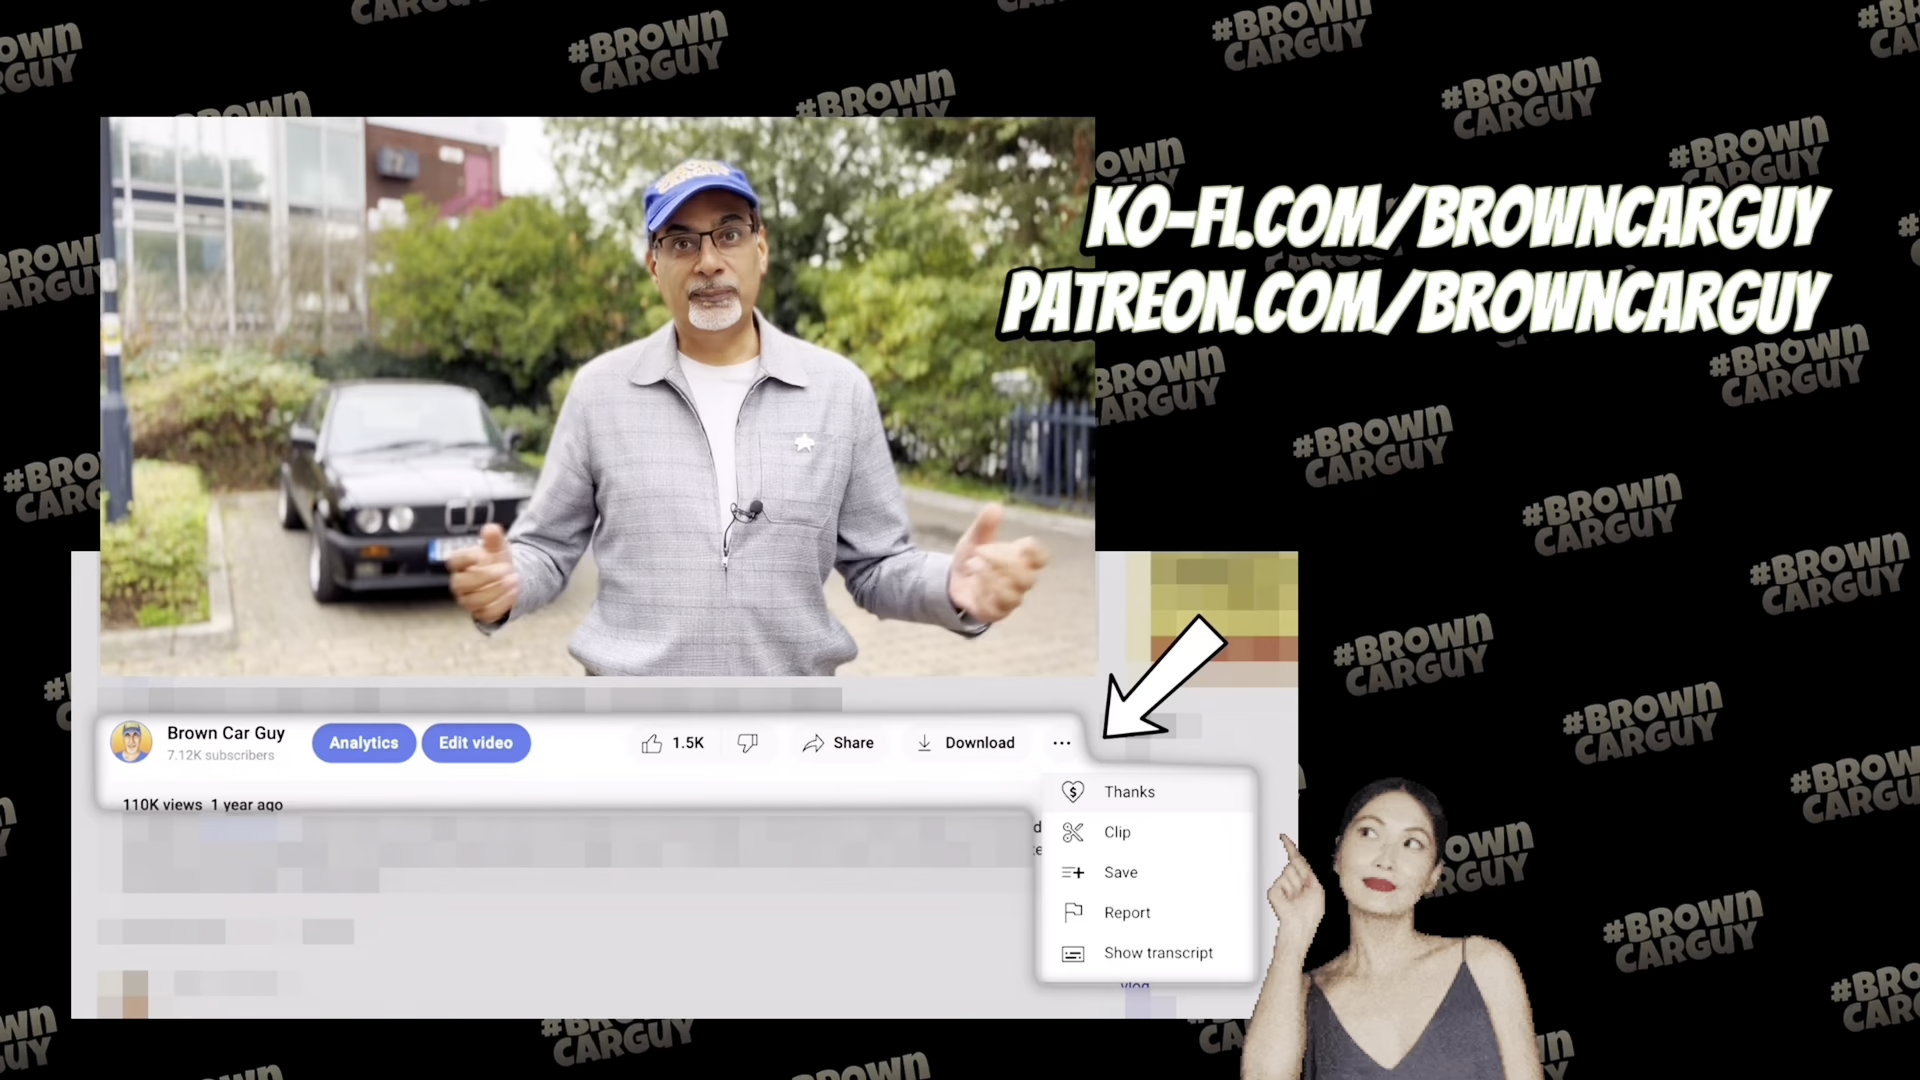 #BROWN
CARGUY
KO-FI.COM/BROWNCARGUY
PATREON.COM/BROWNCARGUY
Brown Car Guy
7.12K subscribers
Analytics
Edit video
1.5K
Share
Download
110K views 1 year ago
Thanks
Clip
Save
Report
Show transcript
vlog